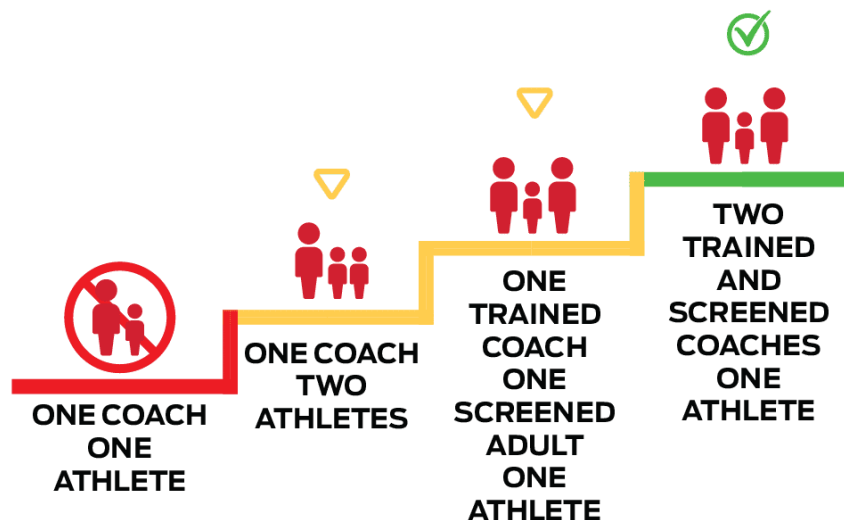 ONE COACH
ONE
ATHLETE
ONE COACH
TWO
ATHLETES
ONE
TRAINED
COACH
ONE
SCREENED
ADULT
ONE
ATHLETE
TWO
TRAINED
AND
SCREENED
COACHES
ONE
ATHLETE